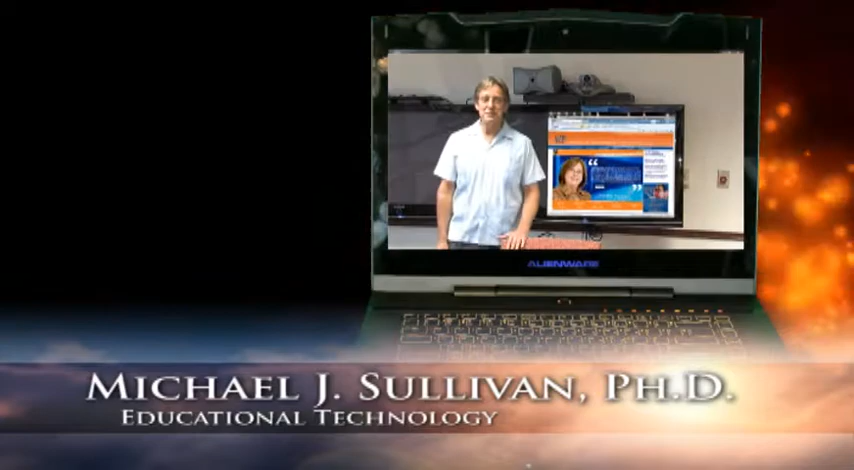 ALIENWARE
MICHAEL J. SULLIVAN, PH.D.
EDUCATIONAL TECHNOLOGY